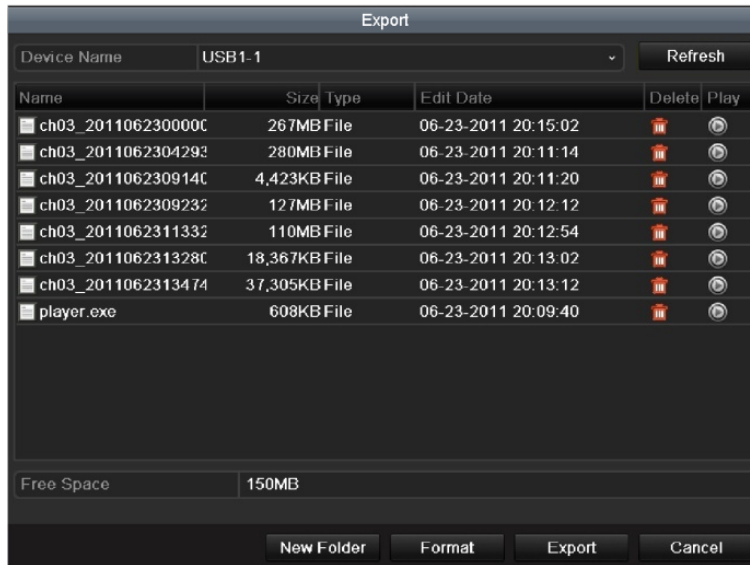 Export
Device Name USB1-1 Refresh
Name Size Type Edit Date Delete Play
ch03_201106230000 267MB File 06-23-2011 20:15:02
ch03_201106230429 280MB File 06-23-2011 20:11:14
ch03_201106230914 4,423KB File 06-23-2011 20:11:20
ch03_2011062309232 127MB File 06-23-2011 20:12:12
ch03_2011062311332 110MB File 06-23-2011 20:12:54
ch03_201106231328 18,367KB File 06-23-2011 20:13:02
ch03_2011062313474 37,305KB File 06-23-2011 20:13:12
player.exe 608KB File 06-23-2011 20:09:40
Free Space 150MB
New Folder Format Export Cancel